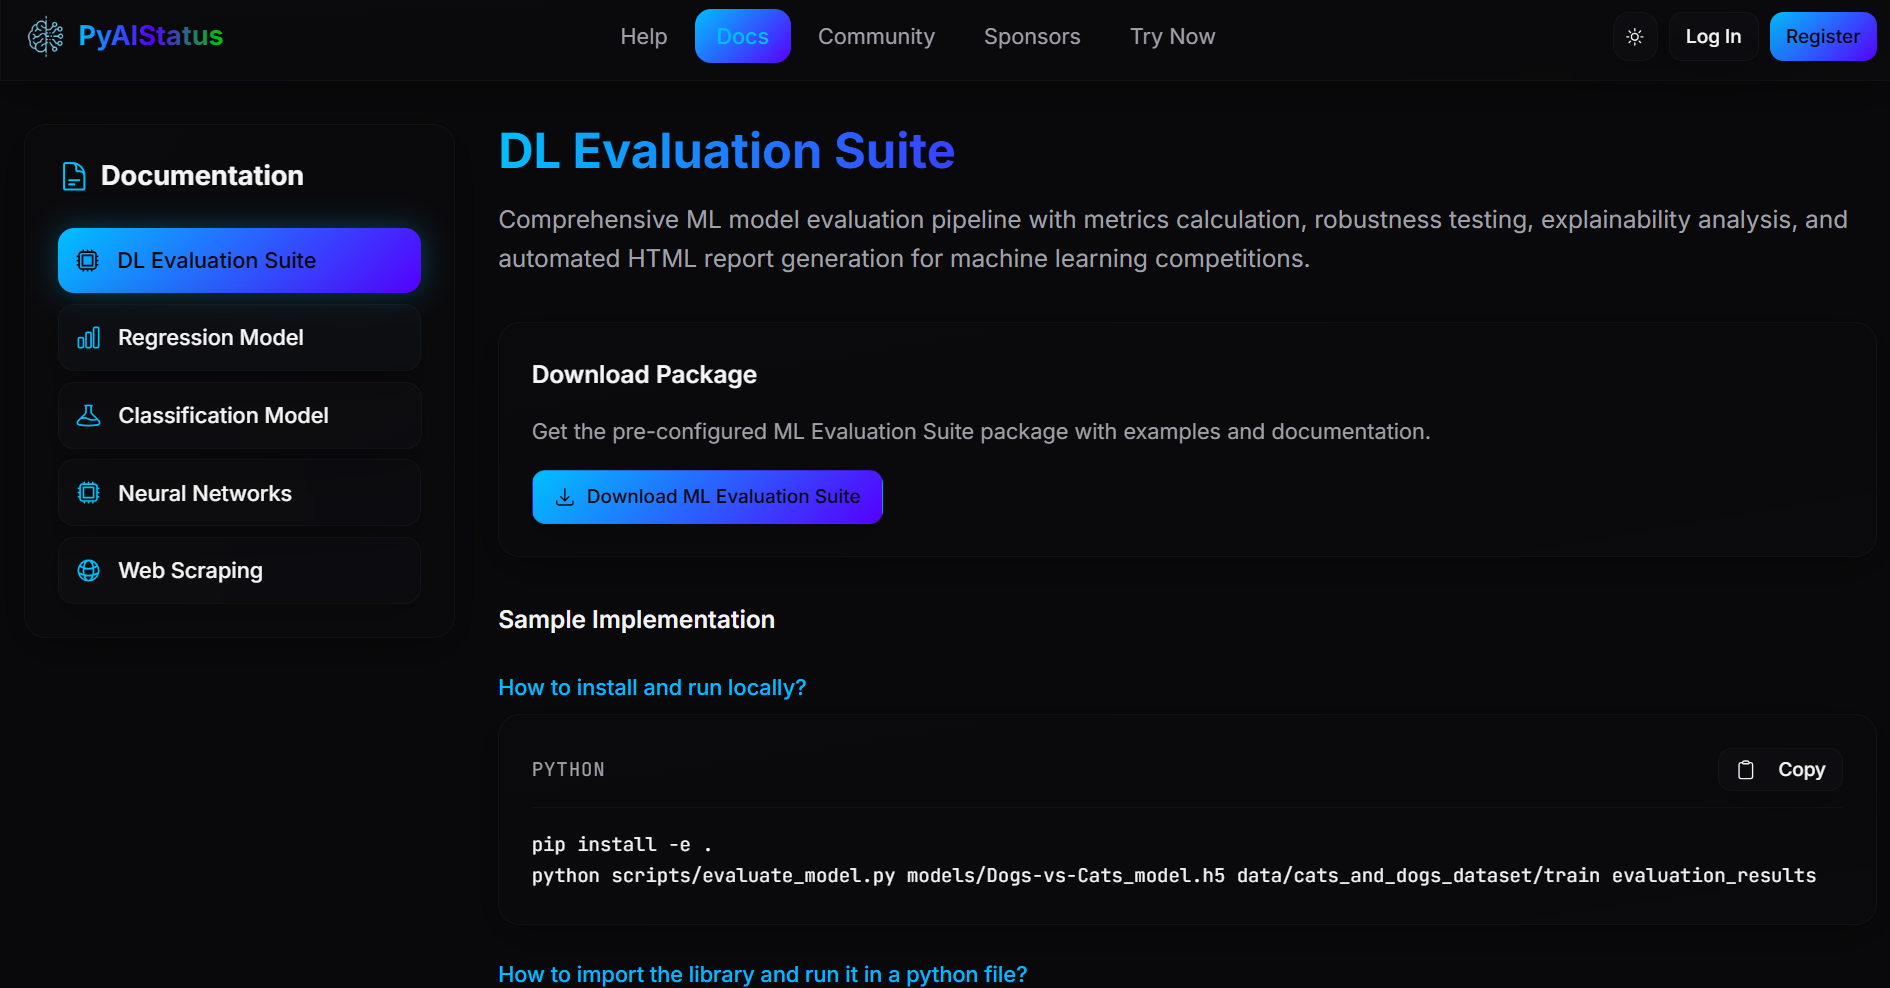 PyAIStatus
Help
Docs
Community
Sponsors
Try Now
Log In
Register
Documentation
DL Evaluation Suite
Regression Model
Classification Model
Neural Networks
Web Scraping
DL Evaluation Suite
Comprehensive ML model evaluation pipeline with metrics calculation, robustness testing, explainability analysis, and
automated HTML report generation for machine learning competitions.
Download Package
Get the pre-configured ML Evaluation Suite package with examples and documentation.
Download ML Evaluation Suite
Sample Implementation
How to install and run locally?
PYTHON
Copy
pip install -e .
python scripts/evaluate_model.py models/Dogs-vs-Cats_model.h5 data/cats_and_dogs_dataset/train evaluation_results
How to import the library and run it in a python file?